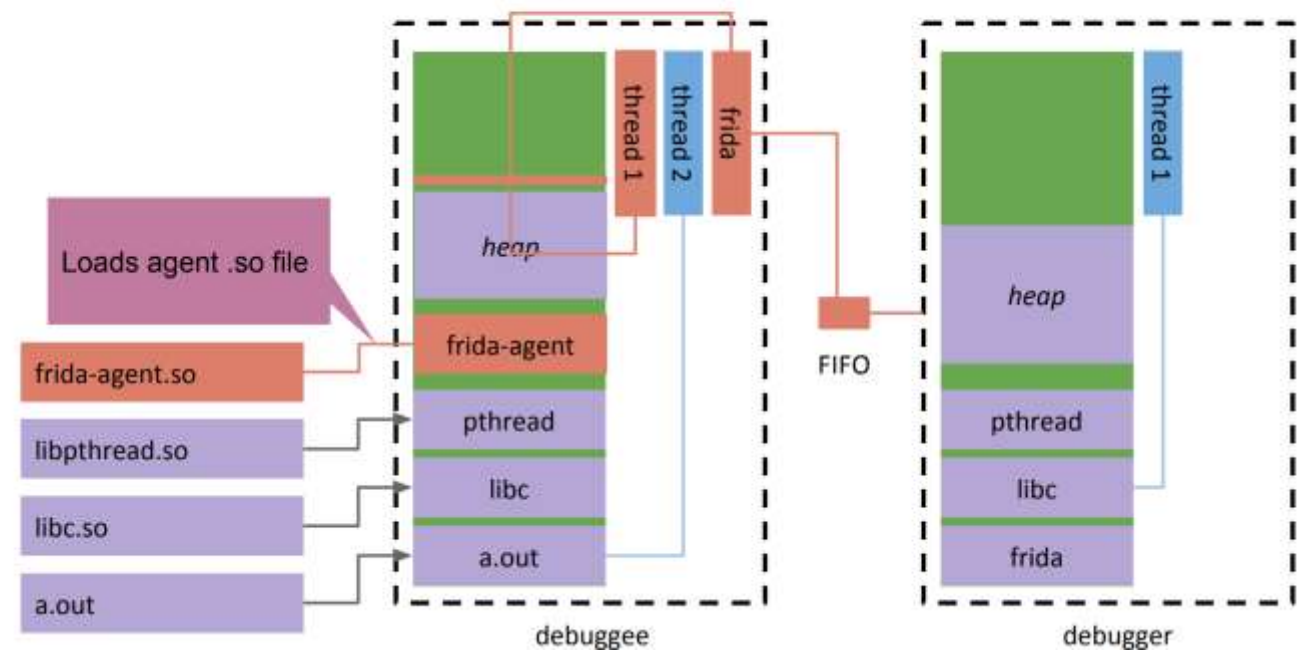 thread 1
thread 2
frida
thread 1
Loads agent .so file
heap
heap
frida-agent
frida-agent.so
FIFO
pthread
pthread
libpthread.so
libc
libc
libc.so
a.out
frida
a.out
debuggee
debugger